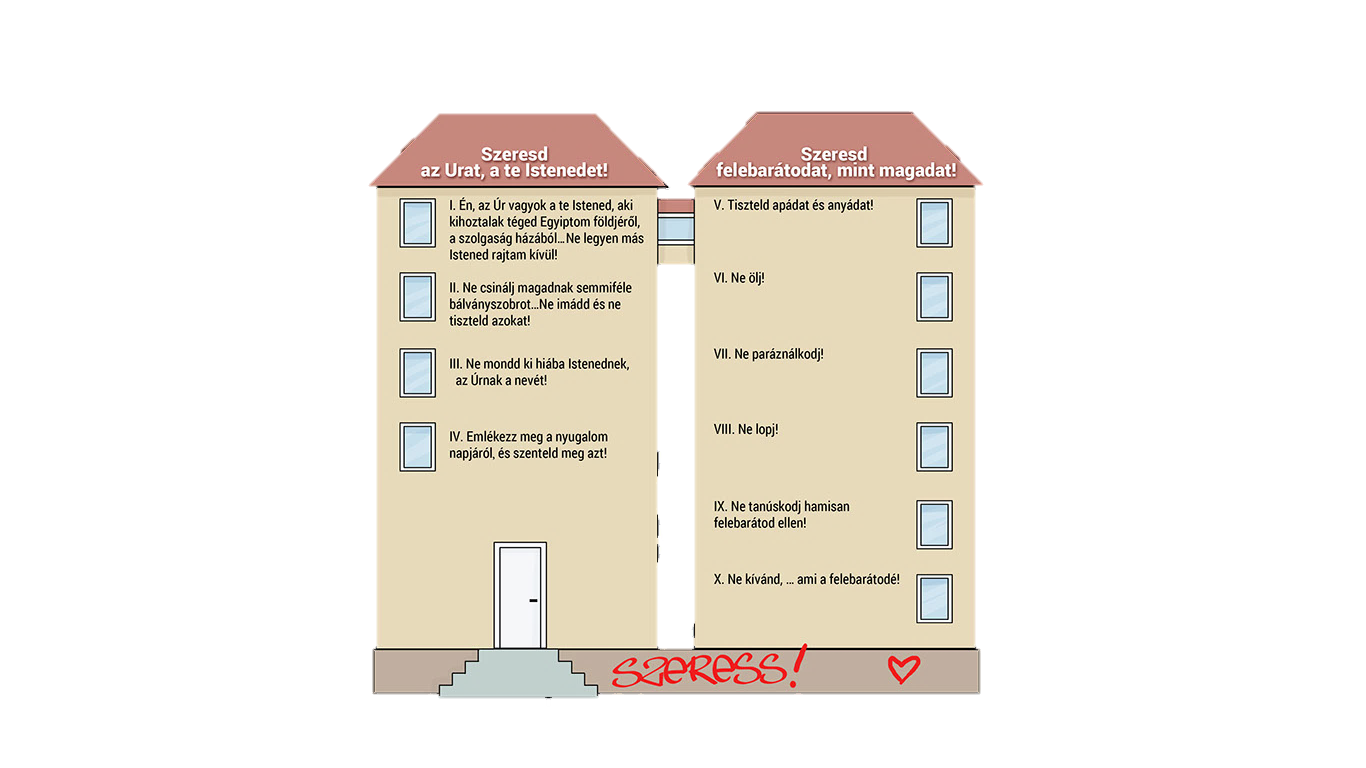 Szeresd
az Urat, a te Istenedet!
I. Én, az Úr vagyok a te Istened, aki
kihoztalak téged Egyiptom földjéről,
a szolgaság házából...Ne legyen más
Istened rajtam kívül!
II. Ne csinálj magadnak semmiféle
bálványszobrot...Ne imádd és ne
tiszteld azokat!
III. Ne mondd ki hiába Istenednek,
az Úrnak a nevét!
IV. Emlékezz meg a nyugalom
napjáról, és szenteld meg azt!
Szeresd
felebarátodat, mint magadat!
V. Tiszteld apádat és anyádat!
VI. Ne ölj!
VII. Ne paráználkodj!
VIII. Ne lopj!
IX. Ne tanúskodj hamisan
felebarátod ellen!
X. Ne kívánd, ... ami a felebarátodé!
SZERESS!